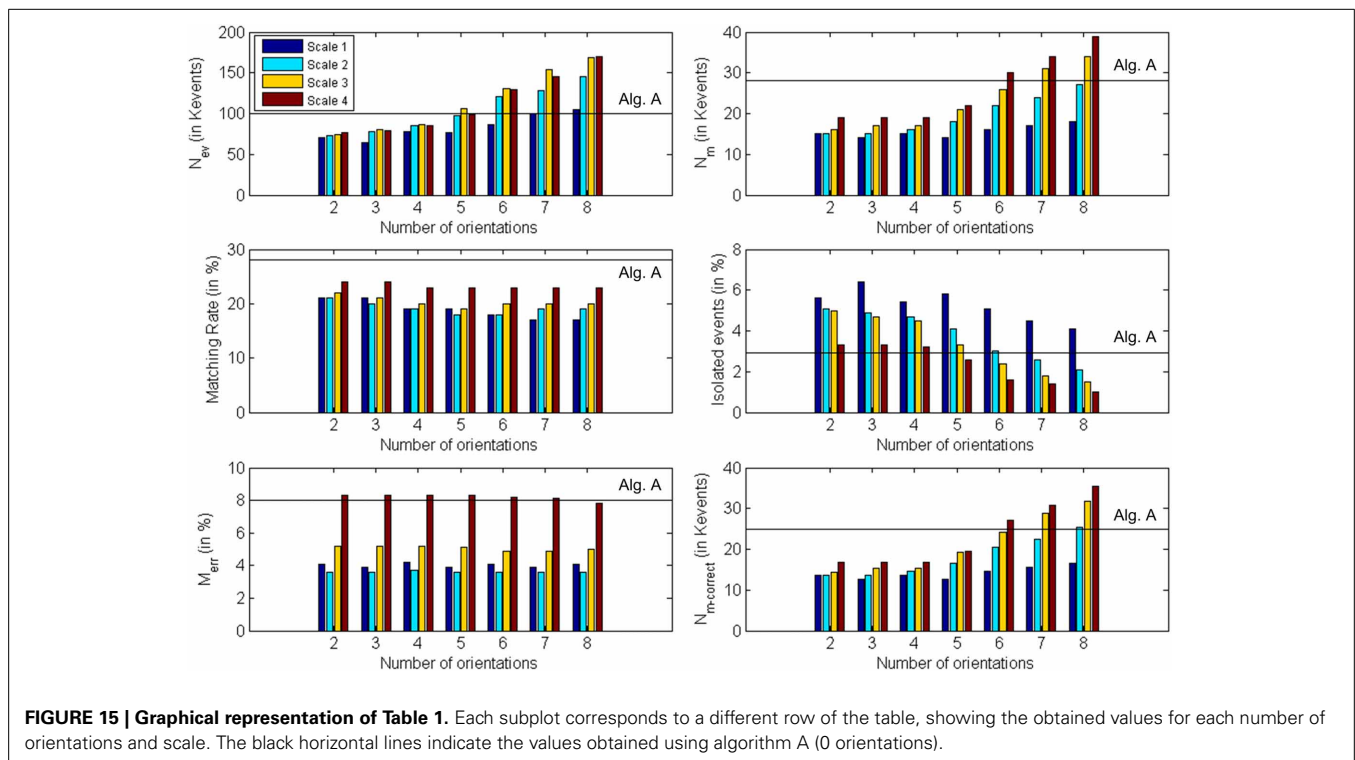 200
150
100
50
0
N_ev (in Kevents)
Scale 1
Scale 2
Scale 3
Scale 4
Alg. A
2 3 4 5 6 7 8
Number of orientations
40
30
20
10
0
N_m (in Kevents)
Alg. A
2 3 4 5 6 7 8
Number of orientations
30
20
10
0
Matching Rate (in %)
Alg. A
2 3 4 5 6 7 8
Number of orientations
8
6
4
2
0
Isolated events (in %)
Alg. A
2 3 4 5 6 7 8
Number of orientations
10
8
6
4
2
0
M_err (in %)
Alg. A
2 3 4 5 6 7 8
Number of orientations
40
30
20
10
0
N_m-correct (in Kevents)
Alg. A
2 3 4 5 6 7 8
Number of orientations
FIGURE 15 | Graphical representation of Table 1. Each subplot corresponds to a different row of the table, showing the obtained values for each number of
orientations and scale. The black horizontal lines indicate the values obtained using algorithm A (0 orientations).